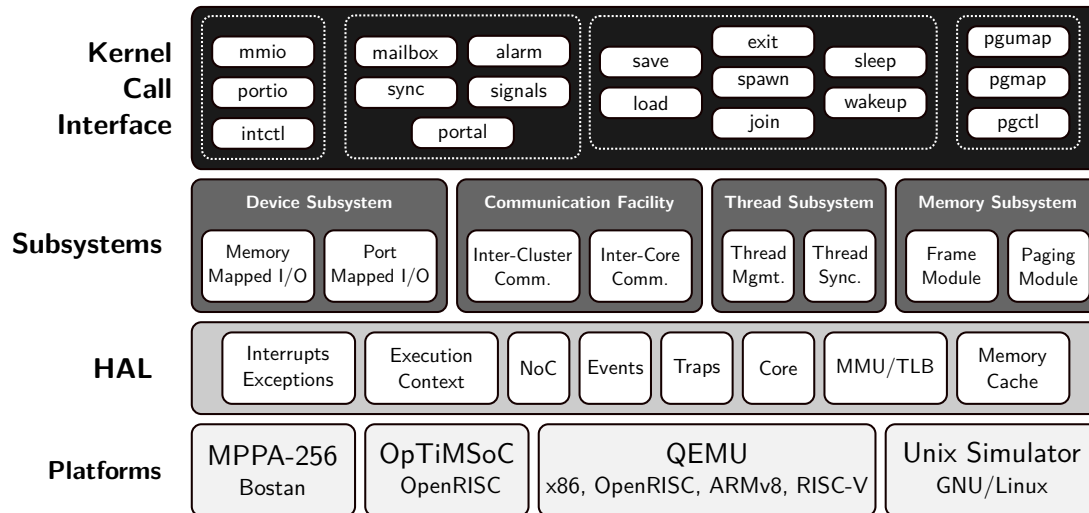 Kernel
Call
Interface
mmio
portio
intctl
mailbox
alarm
sync
signals
portal
save
load
exit
spawn
join
sleep
wakeup
pgumap
pgmap
pgctl
Subsystems
Device Subsystem
Memory
Mapped I/O
Port
Mapped I/O
Communication Facility
Inter-Cluster
Comm.
Inter-Core
Comm.
Thread Subsystem
Thread
Mgmt.
Thread
Sync.
Memory Subsystem
Frame
Module
Paging
Module
HAL
Interrupts
Exceptions
Execution
Context
NoC
Events
Traps
Core
MMU/TLB
Memory
Cache
Platforms
MPPA-256
Bostan
OpTiMSoC
OpenRISC
QEMU
x86, OpenRISC, ARMv8, RISC-V
Unix Simulator
GNU/Linux